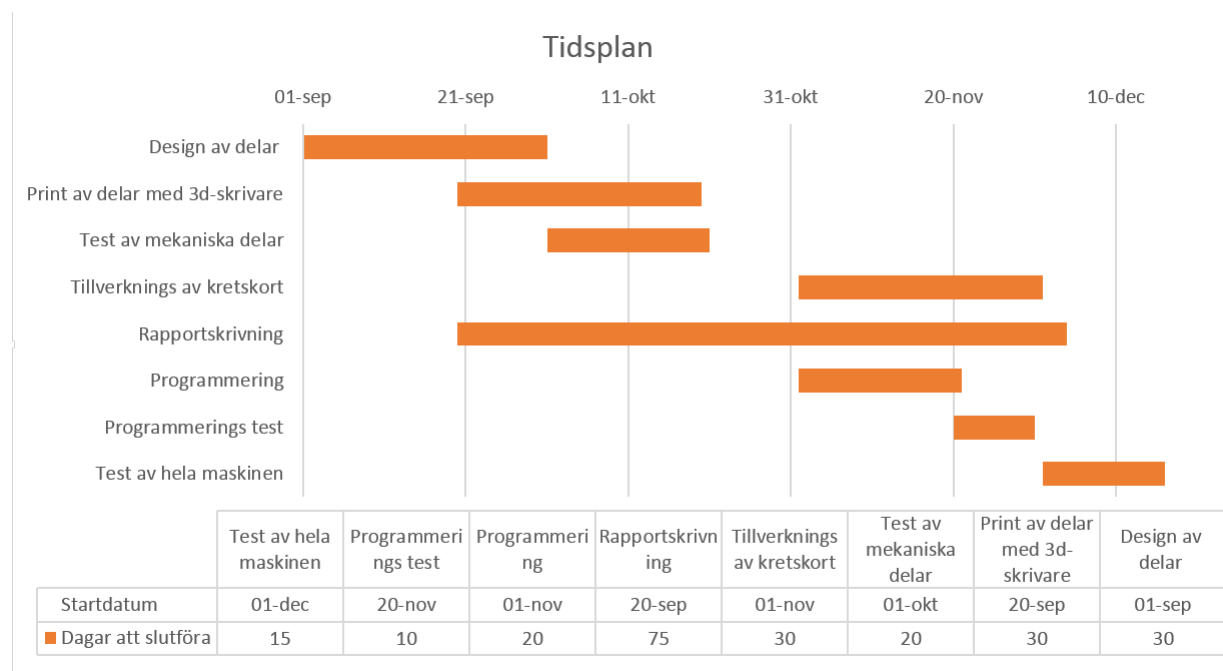 Tidsplan
01-sep 21-sep 11-okt 31-okt 20-nov 10-dec
Design av delar
Print av delar med 3d-skrivare
Test av mekaniska delar
Tillverknings av kretskort
Rapportskrivning
Programmering
Programmerings test
Test av hela maskinen
Test av hela maskinen Programmeri ngs test Programmeri ng Rapportskrivn ing Tillverknings av kretskort Test av mekaniska delar Print av delar med 3d- skrivare Design av delar
Startdatum 01-dec 20-nov 01-nov 20-sep 01-nov 01-okt 20-sep 01-sep
Dagar att slutföra 15 10 20 75 30 20 30 30